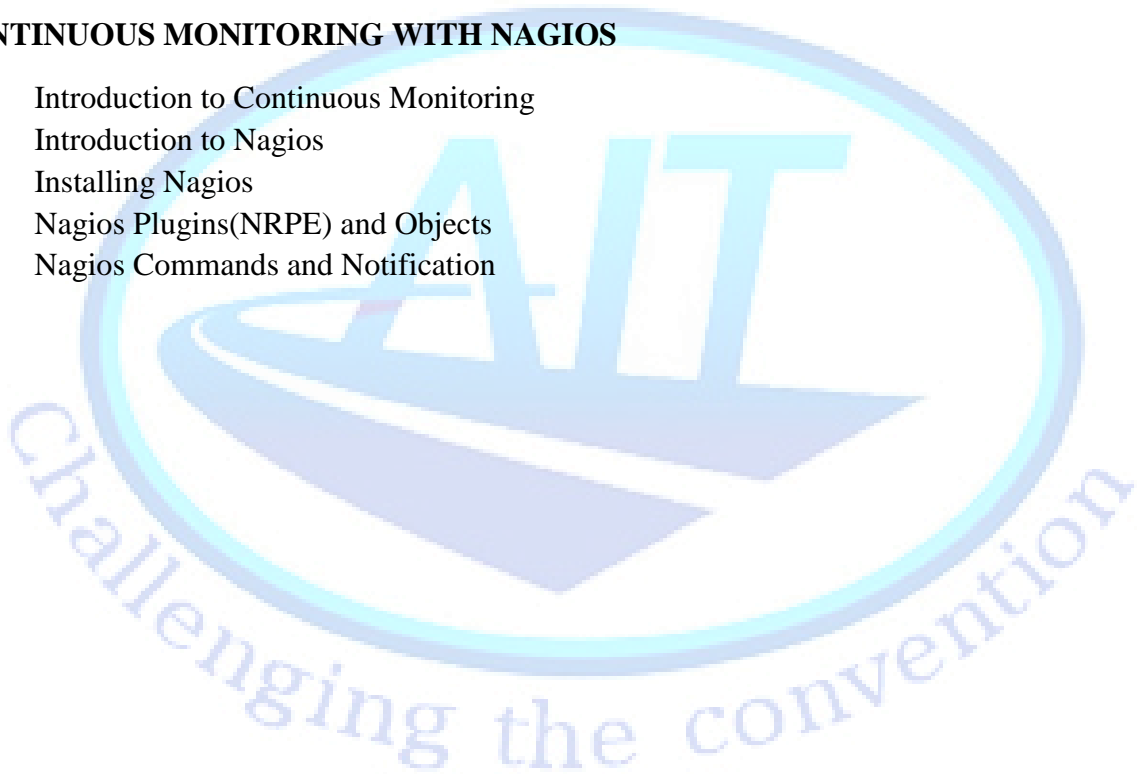 NTINUOUS MONITORING WITH NAGIOS
Introduction to Continuous Monitoring
Introduction to Nagios
Installing Nagios
Nagios Plugins(NRPE) and Objects
Nagios Commands and Notification
AIT
Challenging the convention